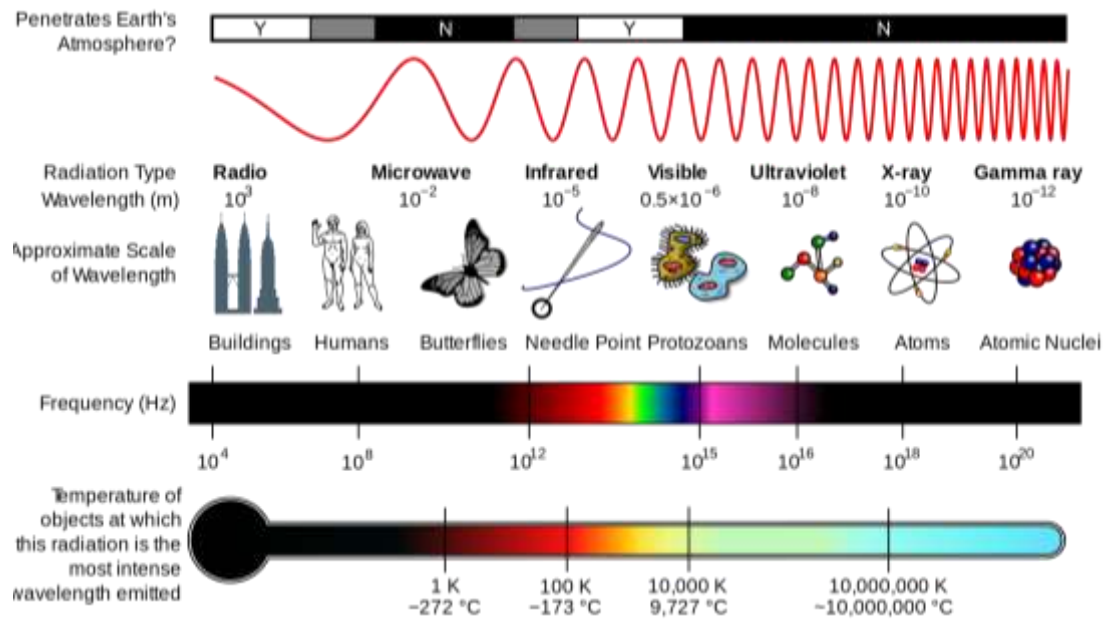 Penetrates Earth's
Atmosphere?
Y
N
Y
N
Radiation Type
Wavelength (m)
Radio
10³
Microwave
10⁻²
Infrared
10⁻⁵
Visible
0.5×10⁻⁶
Ultraviolet
10⁻⁸
X-ray
10⁻¹⁰
Gamma ray
10⁻¹²
Approximate Scale
of Wavelength
Buildings
Humans
Butterflies
Needle Point
Protozoans
Molecules
Atoms
Atomic Nuclei
Frequency (Hz)
10⁴
10⁸
10¹²
10¹⁵
10¹⁶
10¹⁸
10²⁰
Temperature of
objects at which
this radiation is the
most intense
wavelength emitted
1 K
−272 °C
100 K
−173 °C
10,000 K
9,727 °C
10,000,000 K
~10,000,000 °C